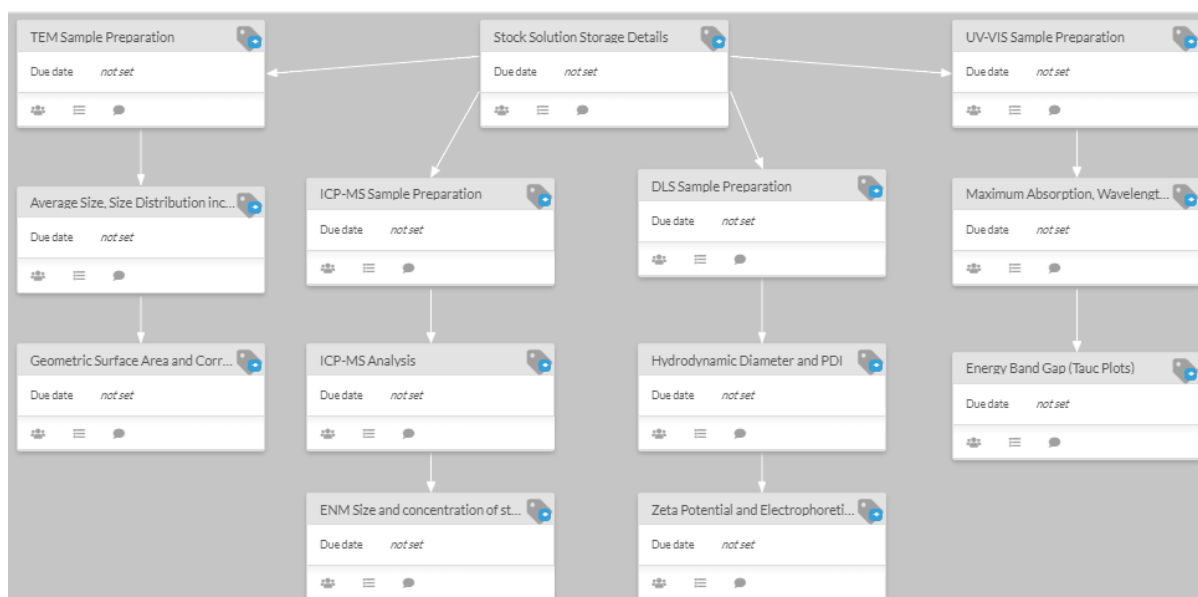 TEM Sample Preparation
Due date not set
Stock Solution Storage Details
Due date not set
UV-VIS Sample Preparation
Due date not set
Average Size, Size Distribution inc...
Due date not set
ICP-MS Sample Preparation
Due date not set
DLS Sample Preparation
Due date not set
Maximum Absorption, Wavelengt...
Due date not set
Geometric Surface Area and Corr...
Due date not set
ICP-MS Analysis
Due date not set
Hydrodynamic Diameter and PDI
Due date not set
Energy Band Gap (Tauc Plots)
Due date not set
ENM Size and concentration of st...
Due date not set
Zeta Potential and Electrophoreti...
Due date not set